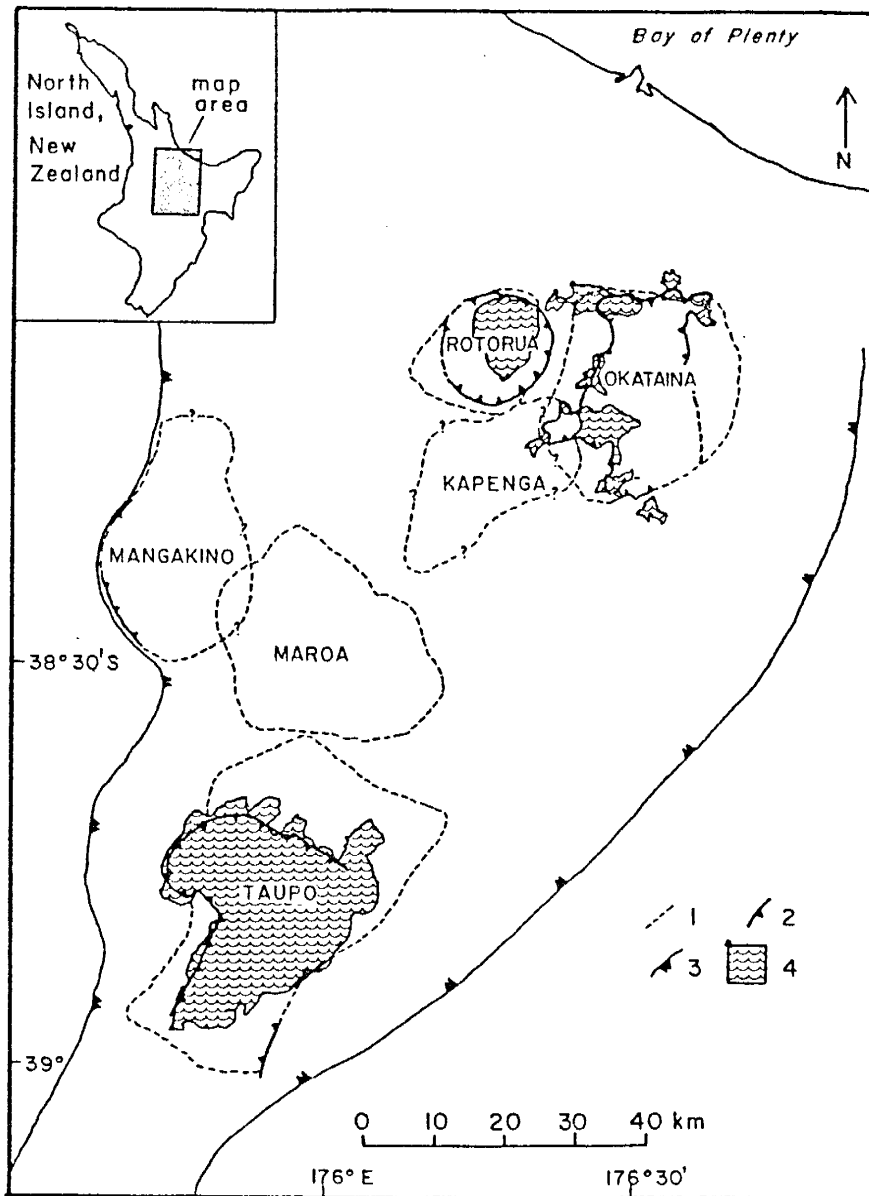 Bay of Plenty
North Island, New Zealand
map area
N
ROTORUA
OKATAINA
?
?
?
KAPENGA
?
?
?
?
?
MANGAKINO
?
MAROA
38°30'S
TAUPO
1
2
3
4
39°
0 10 20 30 40 km
176° E
176°30'